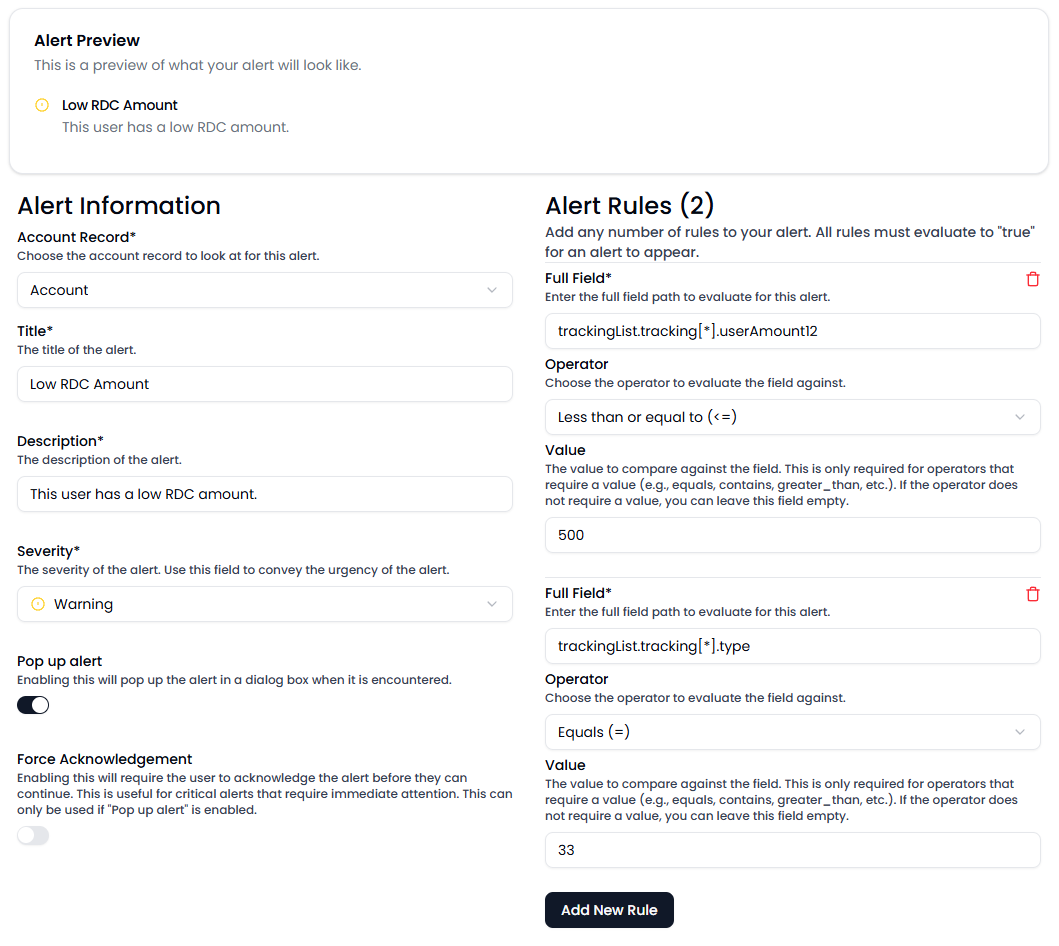 Alert Preview
This is a preview of what your alert will look like.
Low RDC Amount
This user has a low RDC amount.
Alert Information
Account Record*
Choose the account record to look at for this alert.
Account
Title*
The title of the alert.
Low RDC Amount
Description*
The description of the alert.
This user has a low RDC amount.
Severity*
The severity of the alert. Use this field to convey the urgency of the alert.
Warning
Pop up alert
Enabling this will pop up the alert in a dialog box when it is encountered.
Force Acknowledgement
Enabling this will require the user to acknowledge the alert before they can
continue. This is useful for critical alerts that require immediate attention. This can
only be used if "Pop up alert" is enabled.
Alert Rules (2)
Add any number of rules to your alert. All rules must evaluate to "true"
for an alert to appear.
Full Field*
Enter the full field path to evaluate for this alert.
trackingList.tracking[*].userAmount12
Operator
Choose the operator to evaluate the field against.
Less than or equal to (<=)
Value
The value to compare against the field. This is only required for operators that
require a value (e.g., equals, contains, greater_than, etc.). If the operator does
not require a value, you can leave this field empty.
500
Full Field*
Enter the full field path to evaluate for this alert.
trackingList.tracking[*].type
Operator
Choose the operator to evaluate the field against.
Equals (=)
Value
The value to compare against the field. This is only required for operators that
require a value (e.g., equals, contains, greater_than, etc.). If the operator does
not require a value, you can leave this field empty.
33
Add New Rule